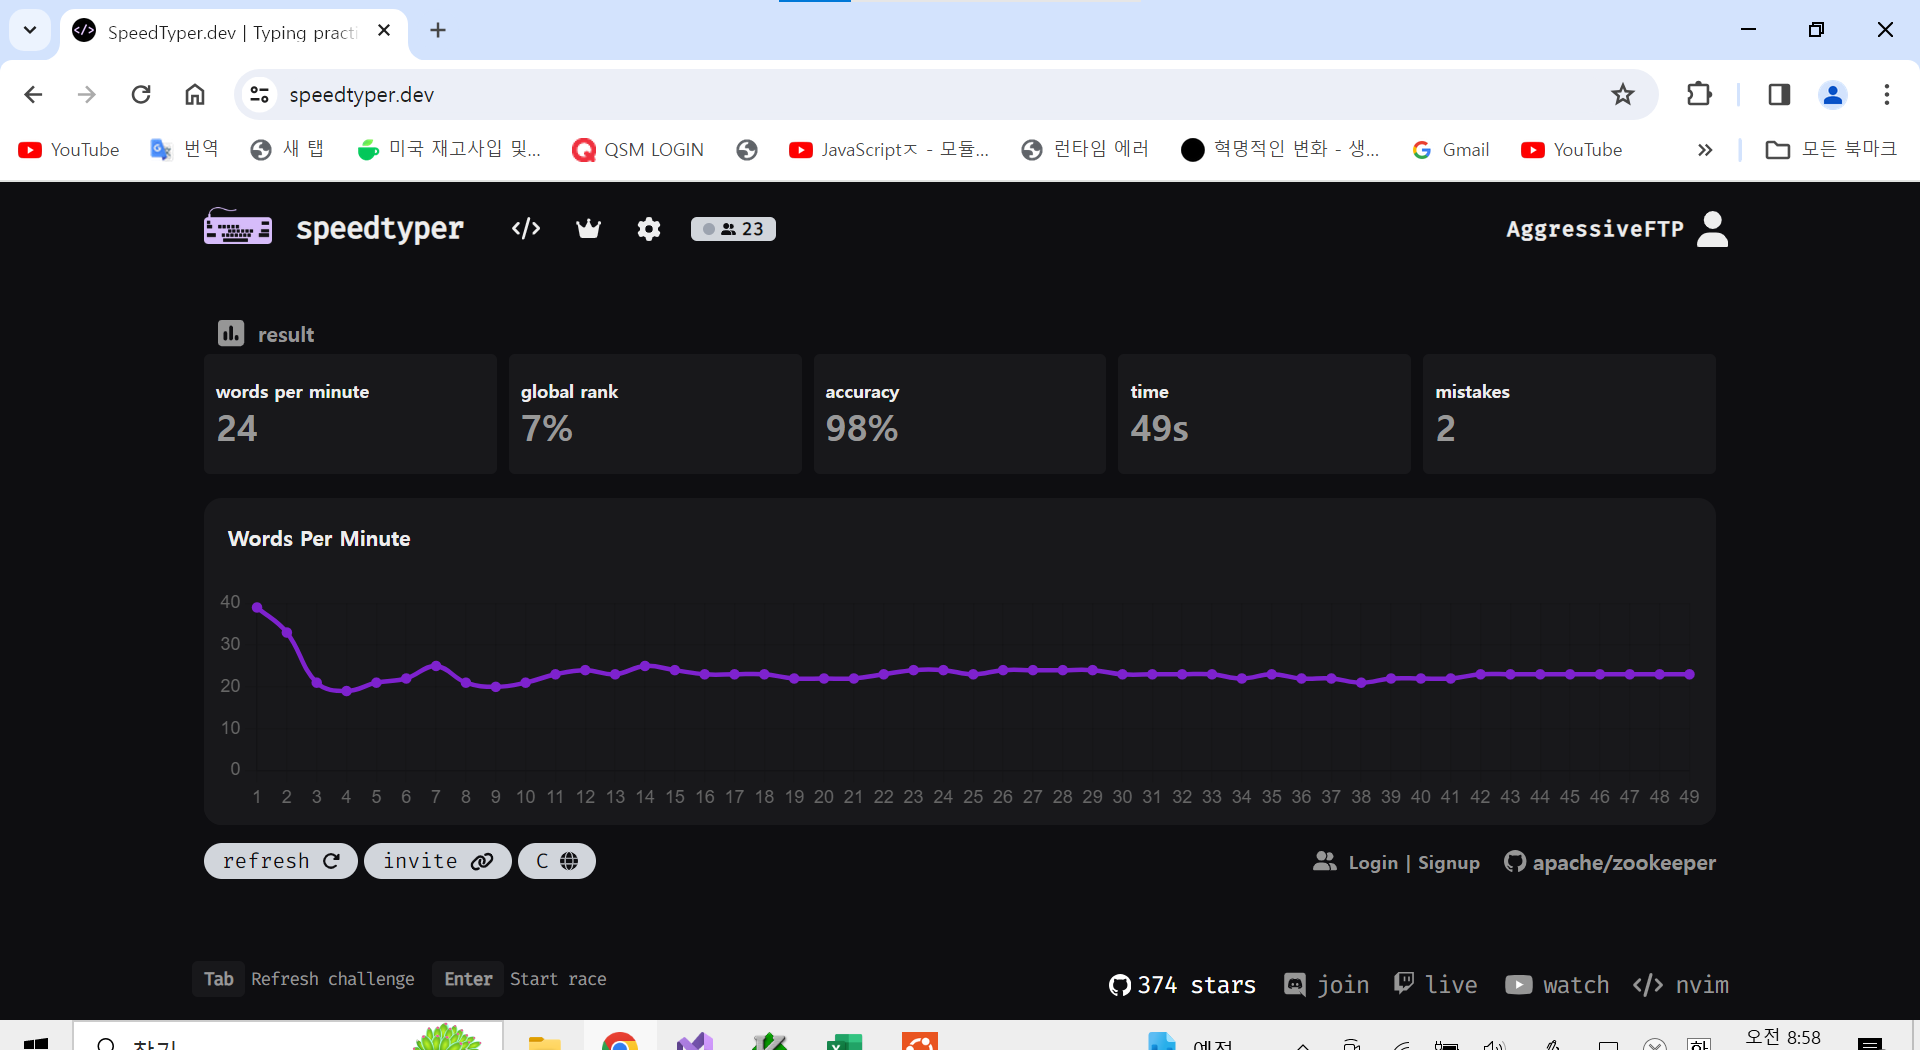 SpeedTyper.dev | Typing practi
speedtyper.dev
YouTube 번역 새 탭 미국 재고사입 및... QSM LOGIN JavaScriptㅈ - 모듈... 런타임 에러 혁명적인 변화 - 생... Gmail YouTube » 모든 북마크
speedtyper </> 23 AggressiveFTP
result
words per minute global rank accuracy time mistakes
24 7% 98% 49s 2
Words Per Minute
40
30
20
10
0
1 2 3 4 5 6 7 8 9 10 11 12 13 14 15 16 17 18 19 20 21 22 23 24 25 26 27 28 29 30 31 32 33 34 35 36 37 38 39 40 41 42 43 44 45 46 47 48 49
refresh invite C Login | Signup apache/zookeeper
Tab Refresh challenge Enter Start race 374 stars join live watch </> nvim
오전 8:58